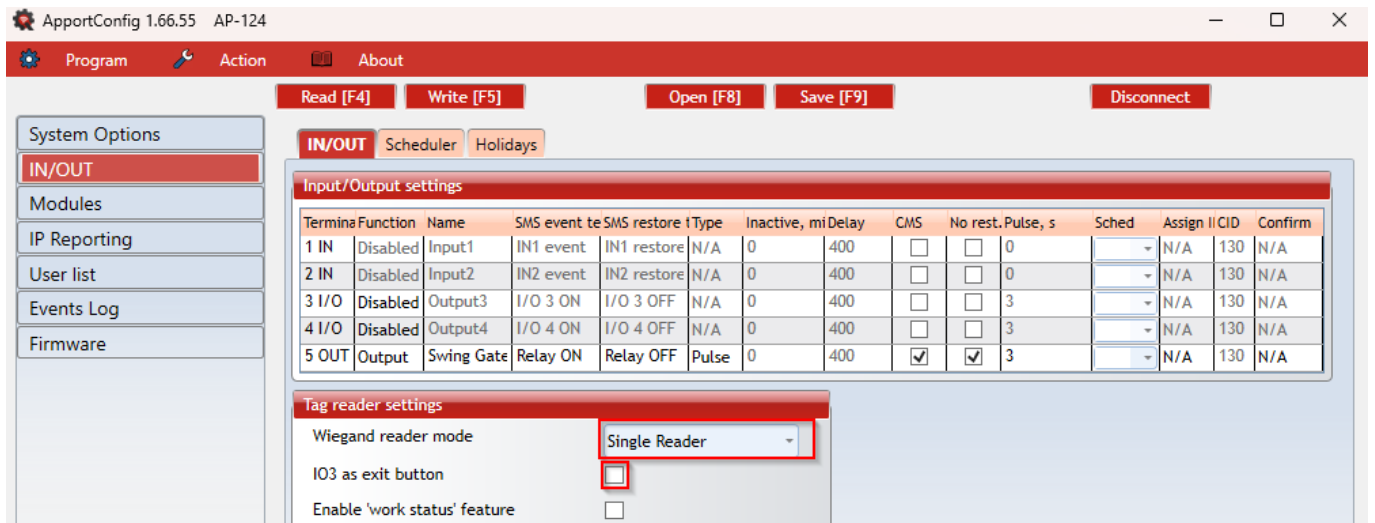 ApportConfig 1.66.55 AP-124
Program Action About
Read [F4] Write [F5] Open [F8] Save [F9] Disconnect
System Options
IN/OUT
Modules
IP Reporting
User list
Events Log
Firmware
IN/OUT Scheduler Holidays
Input/Output settings
Termina Function Name SMS event te SMS restore t Type Inactive, mi Delay CMS No rest. Pulse, s Sched Assign I CID Confirm
1 IN Disabled Input1 IN1 event IN1 restore N/A 0 400 0 N/A 130 N/A
2 IN Disabled Input2 IN2 event IN2 restore N/A 0 400 0 N/A 130 N/A
3 I/O Disabled Output3 I/O 3 ON I/O 3 OFF N/A 0 400 3 N/A 130 N/A
4 I/O Disabled Output4 I/O 4 ON I/O 4 OFF N/A 0 400 3 N/A 130 N/A
5 OUT Output Swing Gate Relay ON Relay OFF Pulse 0 400 3 N/A 130 N/A
Tag reader settings
Wiegand reader mode Single Reader
IO3 as exit button
Enable 'work status' feature